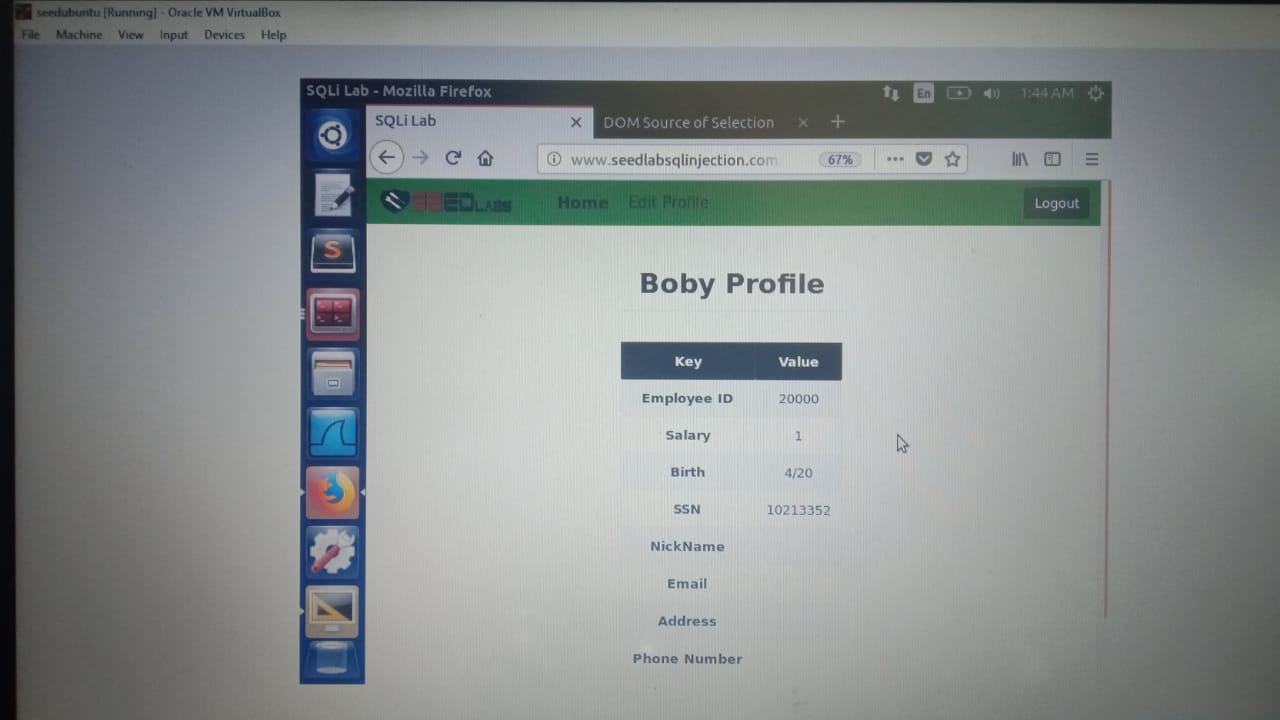 seedubuntu [Running] - Oracle VM VirtualBox
File Machine View Input Devices Help
SQLi Lab - Mozilla Firefox En 1:44 AM
SQLi Lab DOM Source of Selection
www.seedlabsqlinjection.com 67%
SEEDLABS Home Edit Profile Logout
Boby Profile
Key Value
Employee ID 20000
Salary 1
Birth 4/20
SSN 10213352
NickName
Email
Address
Phone Number